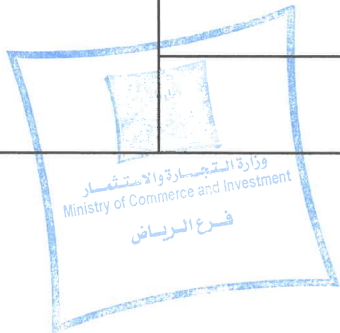 وزارة التجارة والاستثمار
Ministry of Commerce and Investment
فرع الرياض